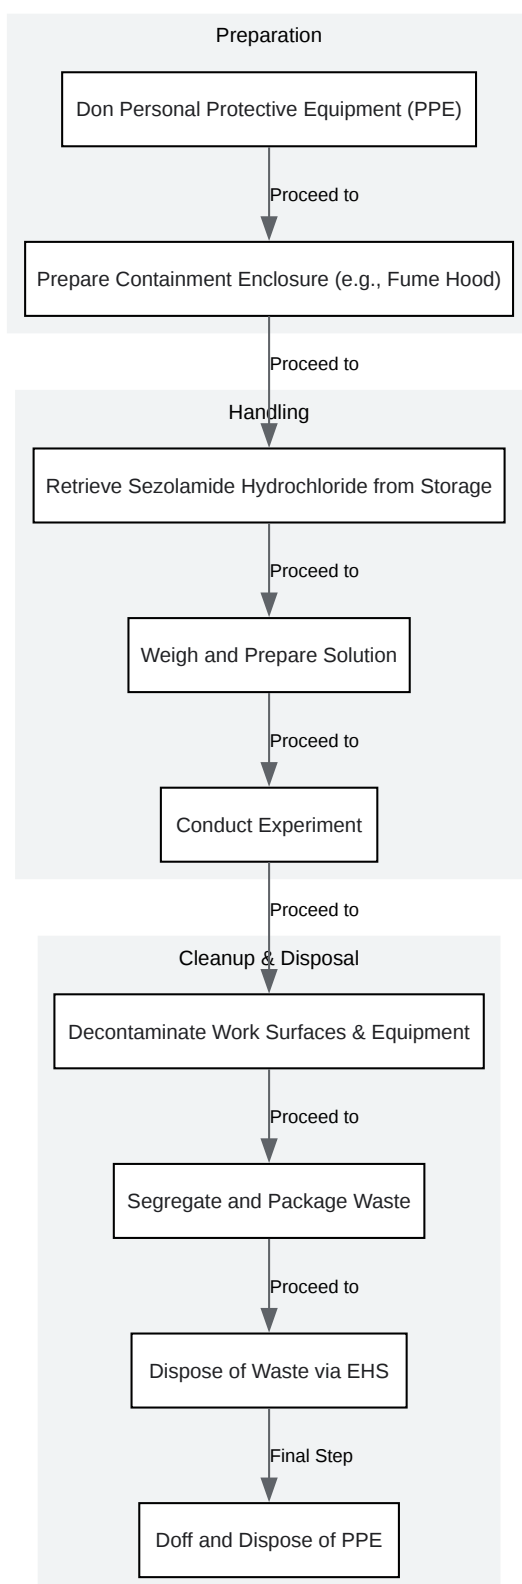 Preparation
Don Personal Protective Equipment (PPE)
Proceed to
Prepare Containment Enclosure (e.g., Fume Hood)
Proceed to
Handling
Retrieve Sezolamide Hydrochloride from Storage
Proceed to
Weigh and Prepare Solution
Proceed to
Conduct Experiment
Proceed to
Cleanup & Disposal
Decontaminate Work Surfaces & Equipment
Proceed to
Segregate and Package Waste
Proceed to
Dispose of Waste via EHS
Final Step
Doff and Dispose of PPE